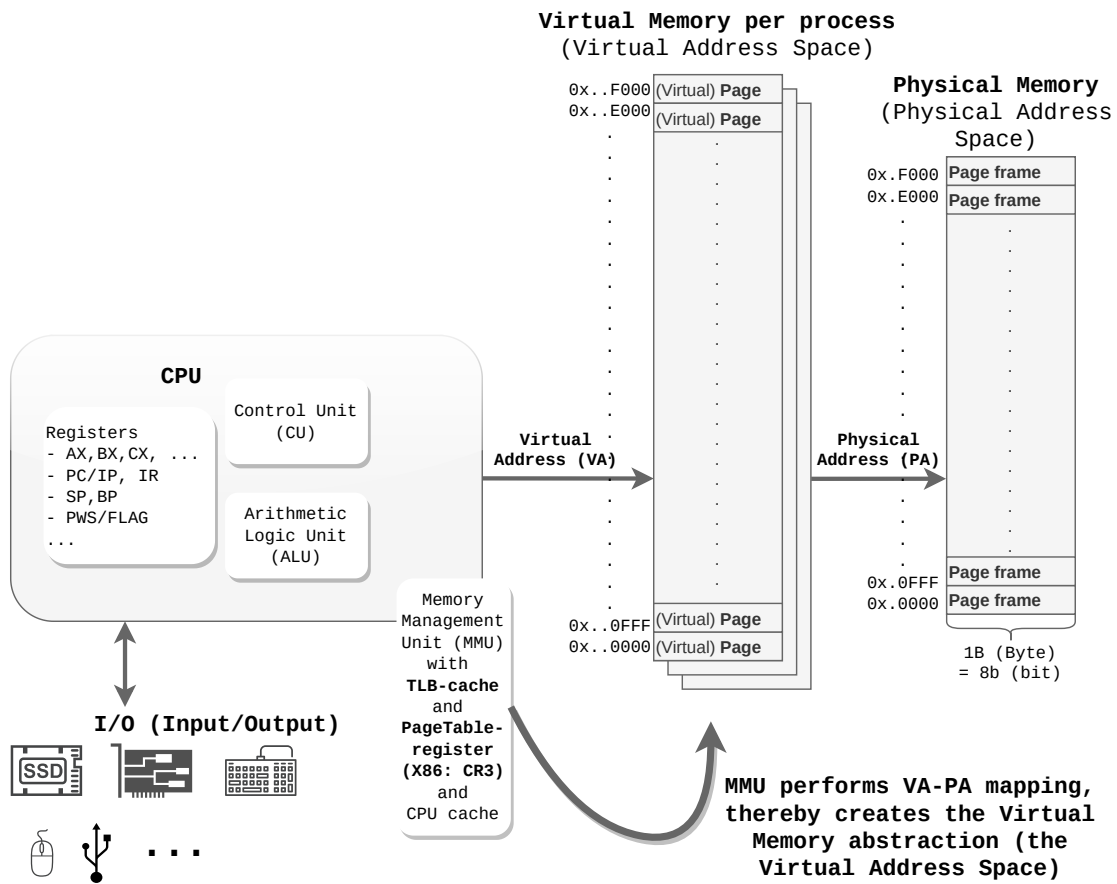 Virtual Memory per process
(Virtual Address Space)
0x..F000
(Virtual) Page
0x..E000
(Virtual) Page
Physical Memory
(Physical Address
Space)
0x.F000
Page frame
0x.E000
Page frame
CPU
Registers
- AX,BX,CX, ...
- PC/IP, IR
- SP,BP
- PWS/FLAG
...
Control Unit
(CU)
Arithmetic
Logic Unit
(ALU)
Virtual
Address (VA)
Physical
Address (PA)
0x..0FFF
(Virtual) Page
0x..0000
(Virtual) Page
0x.0FFF
Page frame
0x.0000
Page frame
1B (Byte)
= 8b (bit)
Memory
Management
Unit (MMU)
with
TLB-cache
and
PageTable-
register
(X86: CR3)
and
CPU cache
I/O (Input/Output)
SSD
...
MMU performs VA-PA mapping,
thereby creates the Virtual
Memory abstraction (the
Virtual Address Space)